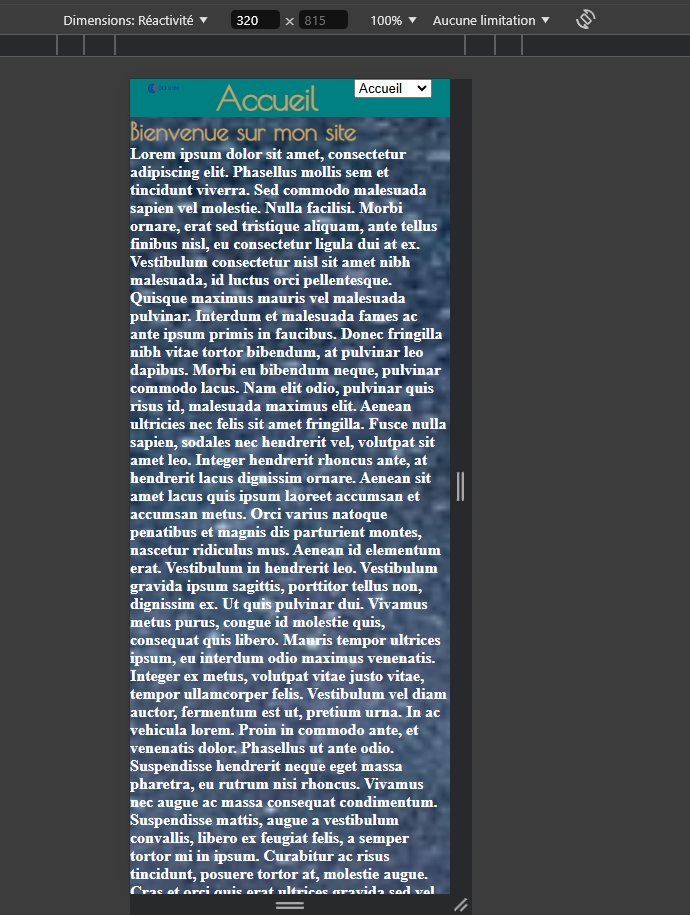 Dimensions: Réactivité ▼ 320 × 815 100% ▼ Aucune limitation ▼
Accueil
Accueil
Bienvenue sur mon site
Lorem ipsum dolor sit amet, consectetur
adipiscing elit. Phasellus mollis sem et
tincidunt viverra. Sed commodo malesuada
sapien vel molestie. Nulla facilisi. Morbi
ornare, erat sed tristique aliquam, ante tellus
finibus nisl, eu consectetur ligula dui at ex.
Vestibulum consectetur nisl sit amet nibh
malesuada, id luctus orci pellentesque.
Quisque maximus mauris vel malesuada
pulvinar. Interdum et malesuada fames ac
ante ipsum primis in faucibus. Donec fringilla
nibh vitae tortor bibendum, at pulvinar leo
dapibus. Morbi eu bibendum neque, pulvinar
commodo lacus. Nam elit odio, pulvinar quis
risus id, malesuada maximus elit. Aenean
ultricies nec felis sit amet fringilla. Fusce nulla
sapien, sodales nec hendrerit vel, volutpat sit
amet leo. Integer hendrerit rhoncus ante, at
hendrerit lacus dignissim ornare. Aenean sit
amet lacus quis ipsum laoreet accumsan et
accumsan metus. Orci varius natoque
penatibus et magnis dis parturient montes,
nascetur ridiculus mus. Aenean id elementum
erat. Vestibulum in hendrerit leo. Vestibulum
gravida ipsum sagittis, porttitor tellus non,
dignissim ex. Ut quis pulvinar dui. Vivamus
metus purus, congue id molestie quis,
consequat quis libero. Mauris tempor ultrices
ipsum, eu interdum odio maximus venenatis.
Integer ex metus, volutpat vitae justo vitae,
tempor ullamcorper felis. Vestibulum vel diam
auctor, fermentum est ut, pretium urna. In ac
vehicula lorem. Proin in commodo ante, et
venenatis dolor. Phasellus ut ante odio.
Suspendisse hendrerit neque eget massa
pharetra, eu rutrum nisi rhoncus. Vivamus
nec augue ac massa consequat condimentum.
Suspendisse mattis, augue a vestibulum
convallis, libero ex feugiat felis, a semper
tortor mi in ipsum. Curabitur ac risus
tincidunt, posuere tortor at, molestie augue.
Cras et orci quis erat ultrices gravida sed vel